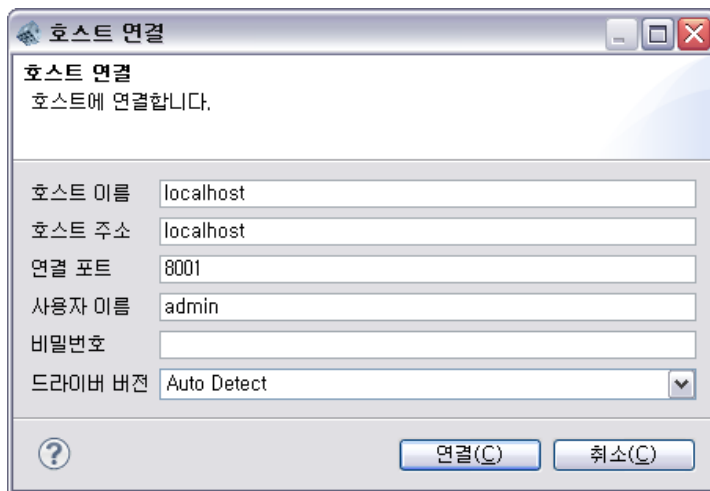 호스트 연결
호스트 연결
호스트에 연결합니다.
호스트 이름 localhost
호스트 주소 localhost
연결 포트 8001
사용자 이름 admin
비밀번호
드라이버 버전 Auto Detect
? 연결(C) 취소(C)